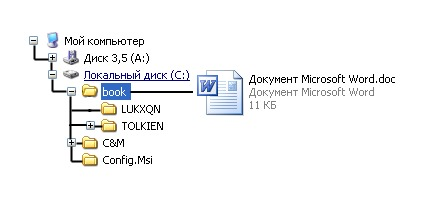 Мой компьютер
Диск 3,5 (A:)
Локальный диск (C:)
book
LUKXQN
TOLKIEN
C&M
Config.Msi
Документ Microsoft Word.doc
Документ Microsoft Word
11 КБ